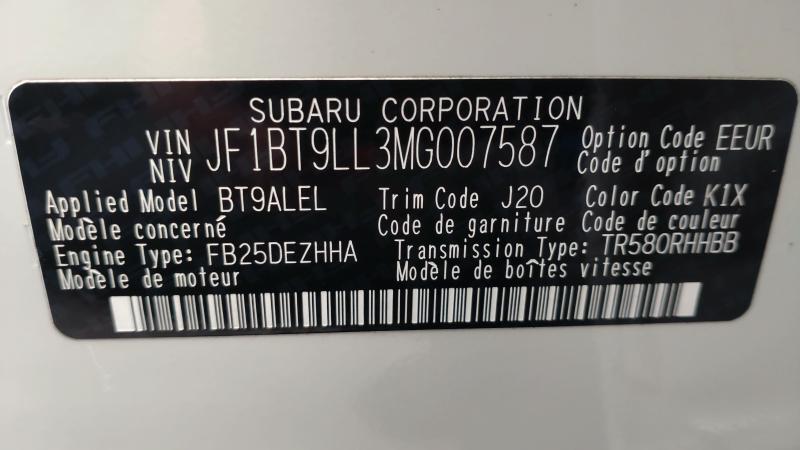 SUBARU CORPORATION
VIN NIV JF1BT9LL3MG007587 Option Code EEUR
Code d'option
Applied Model BT9ALEL Trim Code J20 Color Code K1X
Modèle concerné Code de garniture Code de couleur
Engine Type: FB25DEZHHA Transmission Type: TR580RHHBB
Modèle de moteur Modèle de boîtes vitesse